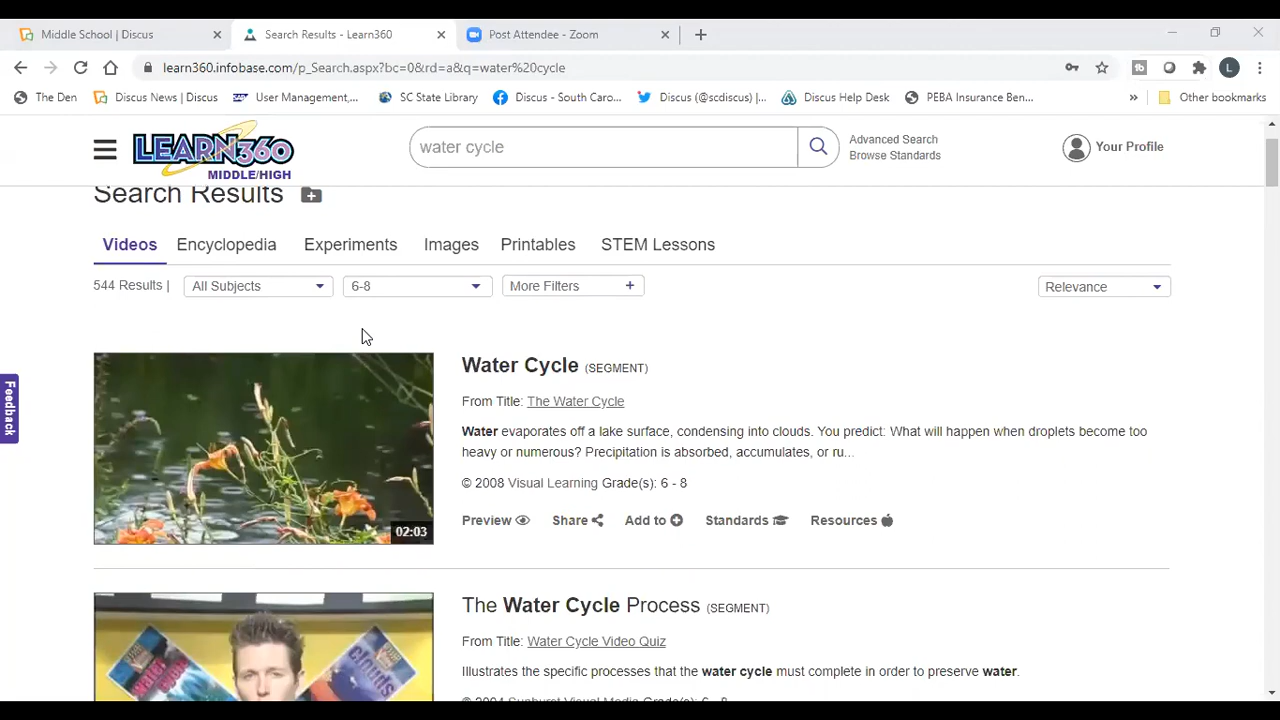 Middle School | Discus
Search Results - Learn360
Post Attendee - Zoom
learn360.infobase.com/p_Search.aspx?bc=0&rd=a&q=water%20cycle
The Den
Discus News | Discus
User Management,...
SC State Library
Discus - South Caro...
Discus (@scdiscus) |...
Discus Help Desk
PEBA Insurance Ben...
Other bookmarks
LEARN360
MIDDLE/HIGH
water cycle
Advanced Search
Browse Standards
Your Profile
Search Results
Videos Encyclopedia Experiments Images Printables STEM Lessons
544 Results | All Subjects 6-8 More Filters + Relevance
Feedback
02:03
Water Cycle (SEGMENT)
From Title: The Water Cycle
Water evaporates off a lake surface, condensing into clouds. You predict: What will happen when droplets become too
heavy or numerous? Precipitation is absorbed, accumulates, or ru...
© 2008 Visual Learning Grade(s): 6 - 8
Preview Share Add to Standards Resources
The Water Cycle Process (SEGMENT)
From Title: Water Cycle Video Quiz
Illustrates the specific processes that the water cycle must complete in order to preserve water.
© 2004 Sunburst Visual Media Grade(s): 6 - 8